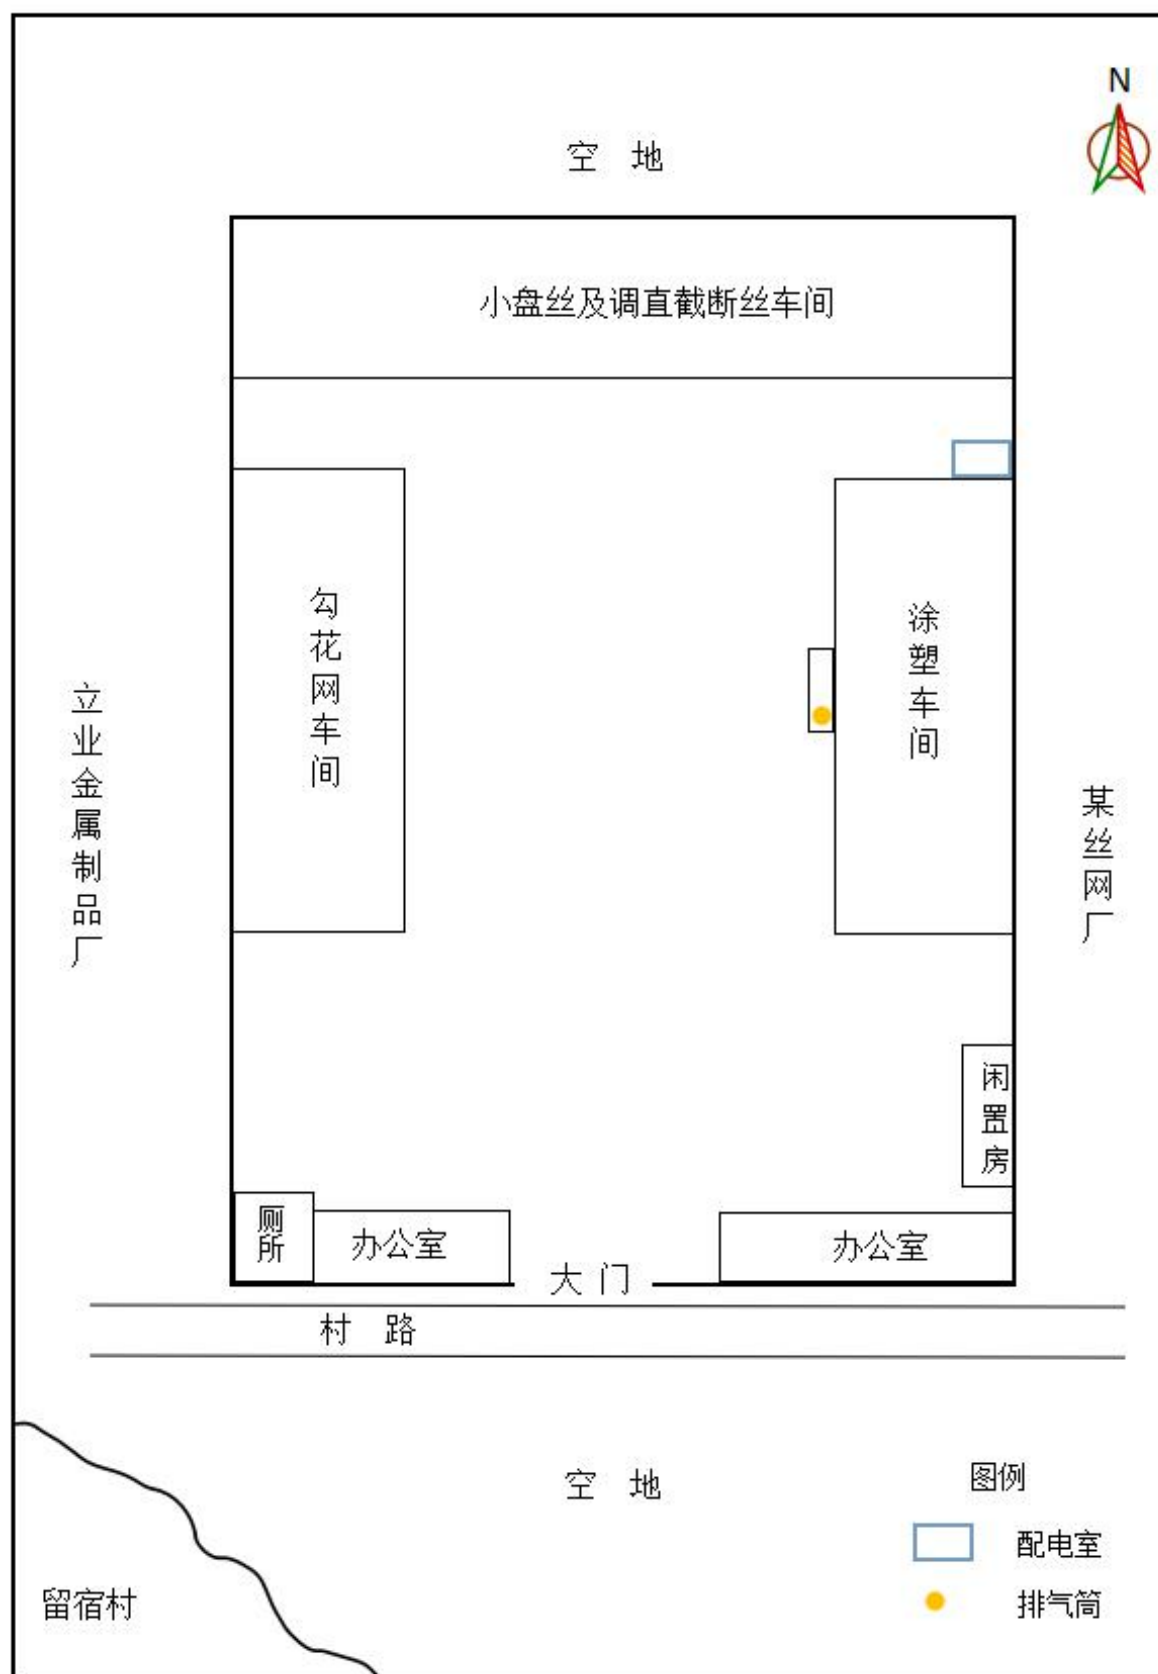 N
空 地
小盘丝及调直截断丝车间
勾花网车间
涂塑车间
立业金属制品厂
某丝网厂
闲置房
厕所
办公室
办公室
大 门
村 路
空 地
图例
配电室
排气筒
留宿村